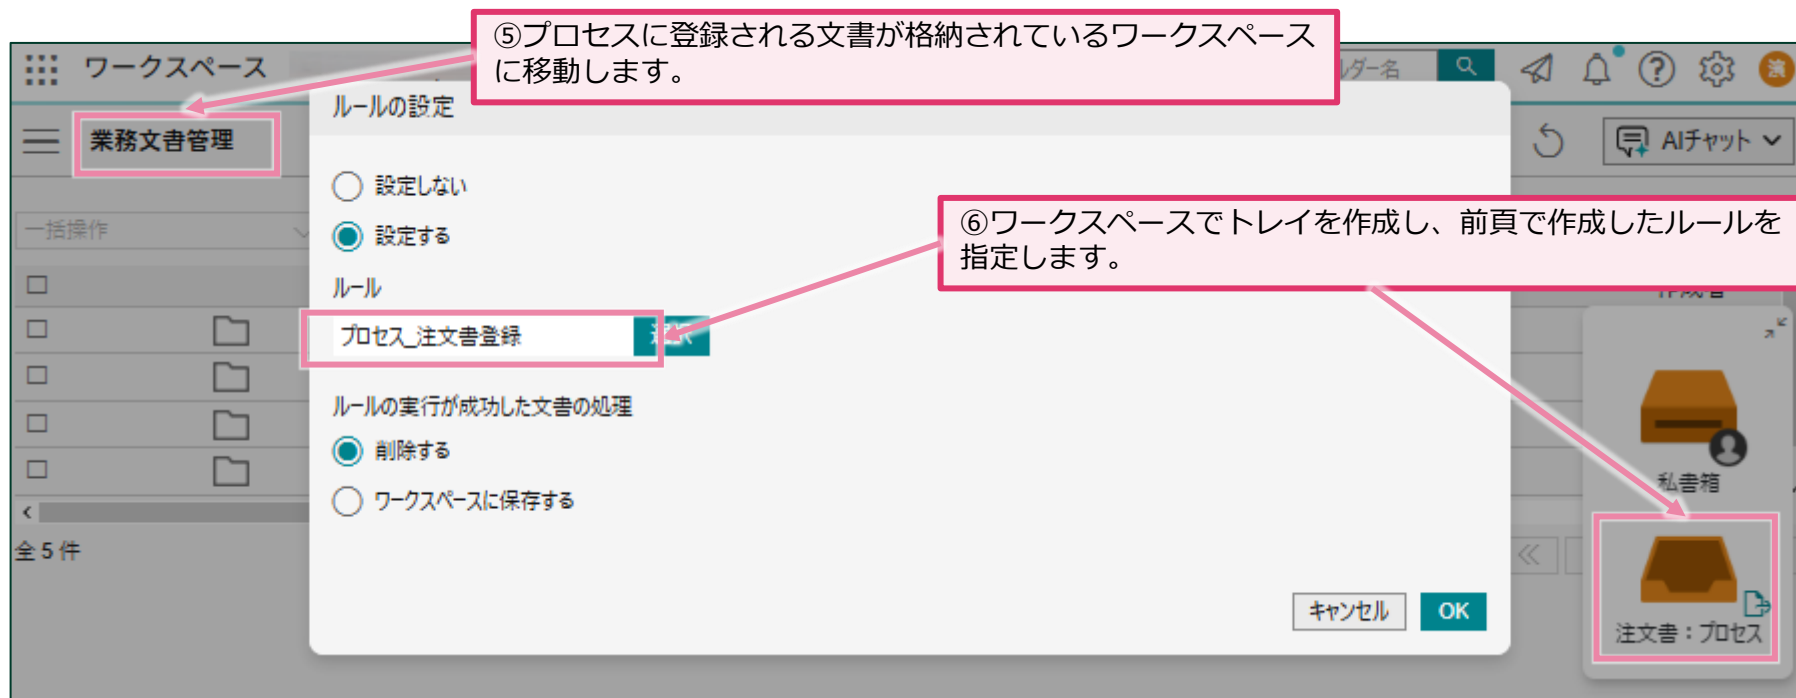 ⑤プロセスに登録される文書が格納されているワークスペース
に移動します。
ワークスペース
ルダー名
業務文書管理
AIチャット
ルールの設定
設定しない
設定する
⑥ワークスペースでトレイを作成し、前頁で作成したルールを
指定します。
一括操作
ルール
プロセス_注文書登録
ルールの実行が成功した文書の処理
削除する
ワークスペースに保存する
私書箱
全 5 件
キャンセル
OK
注文書：プロセス